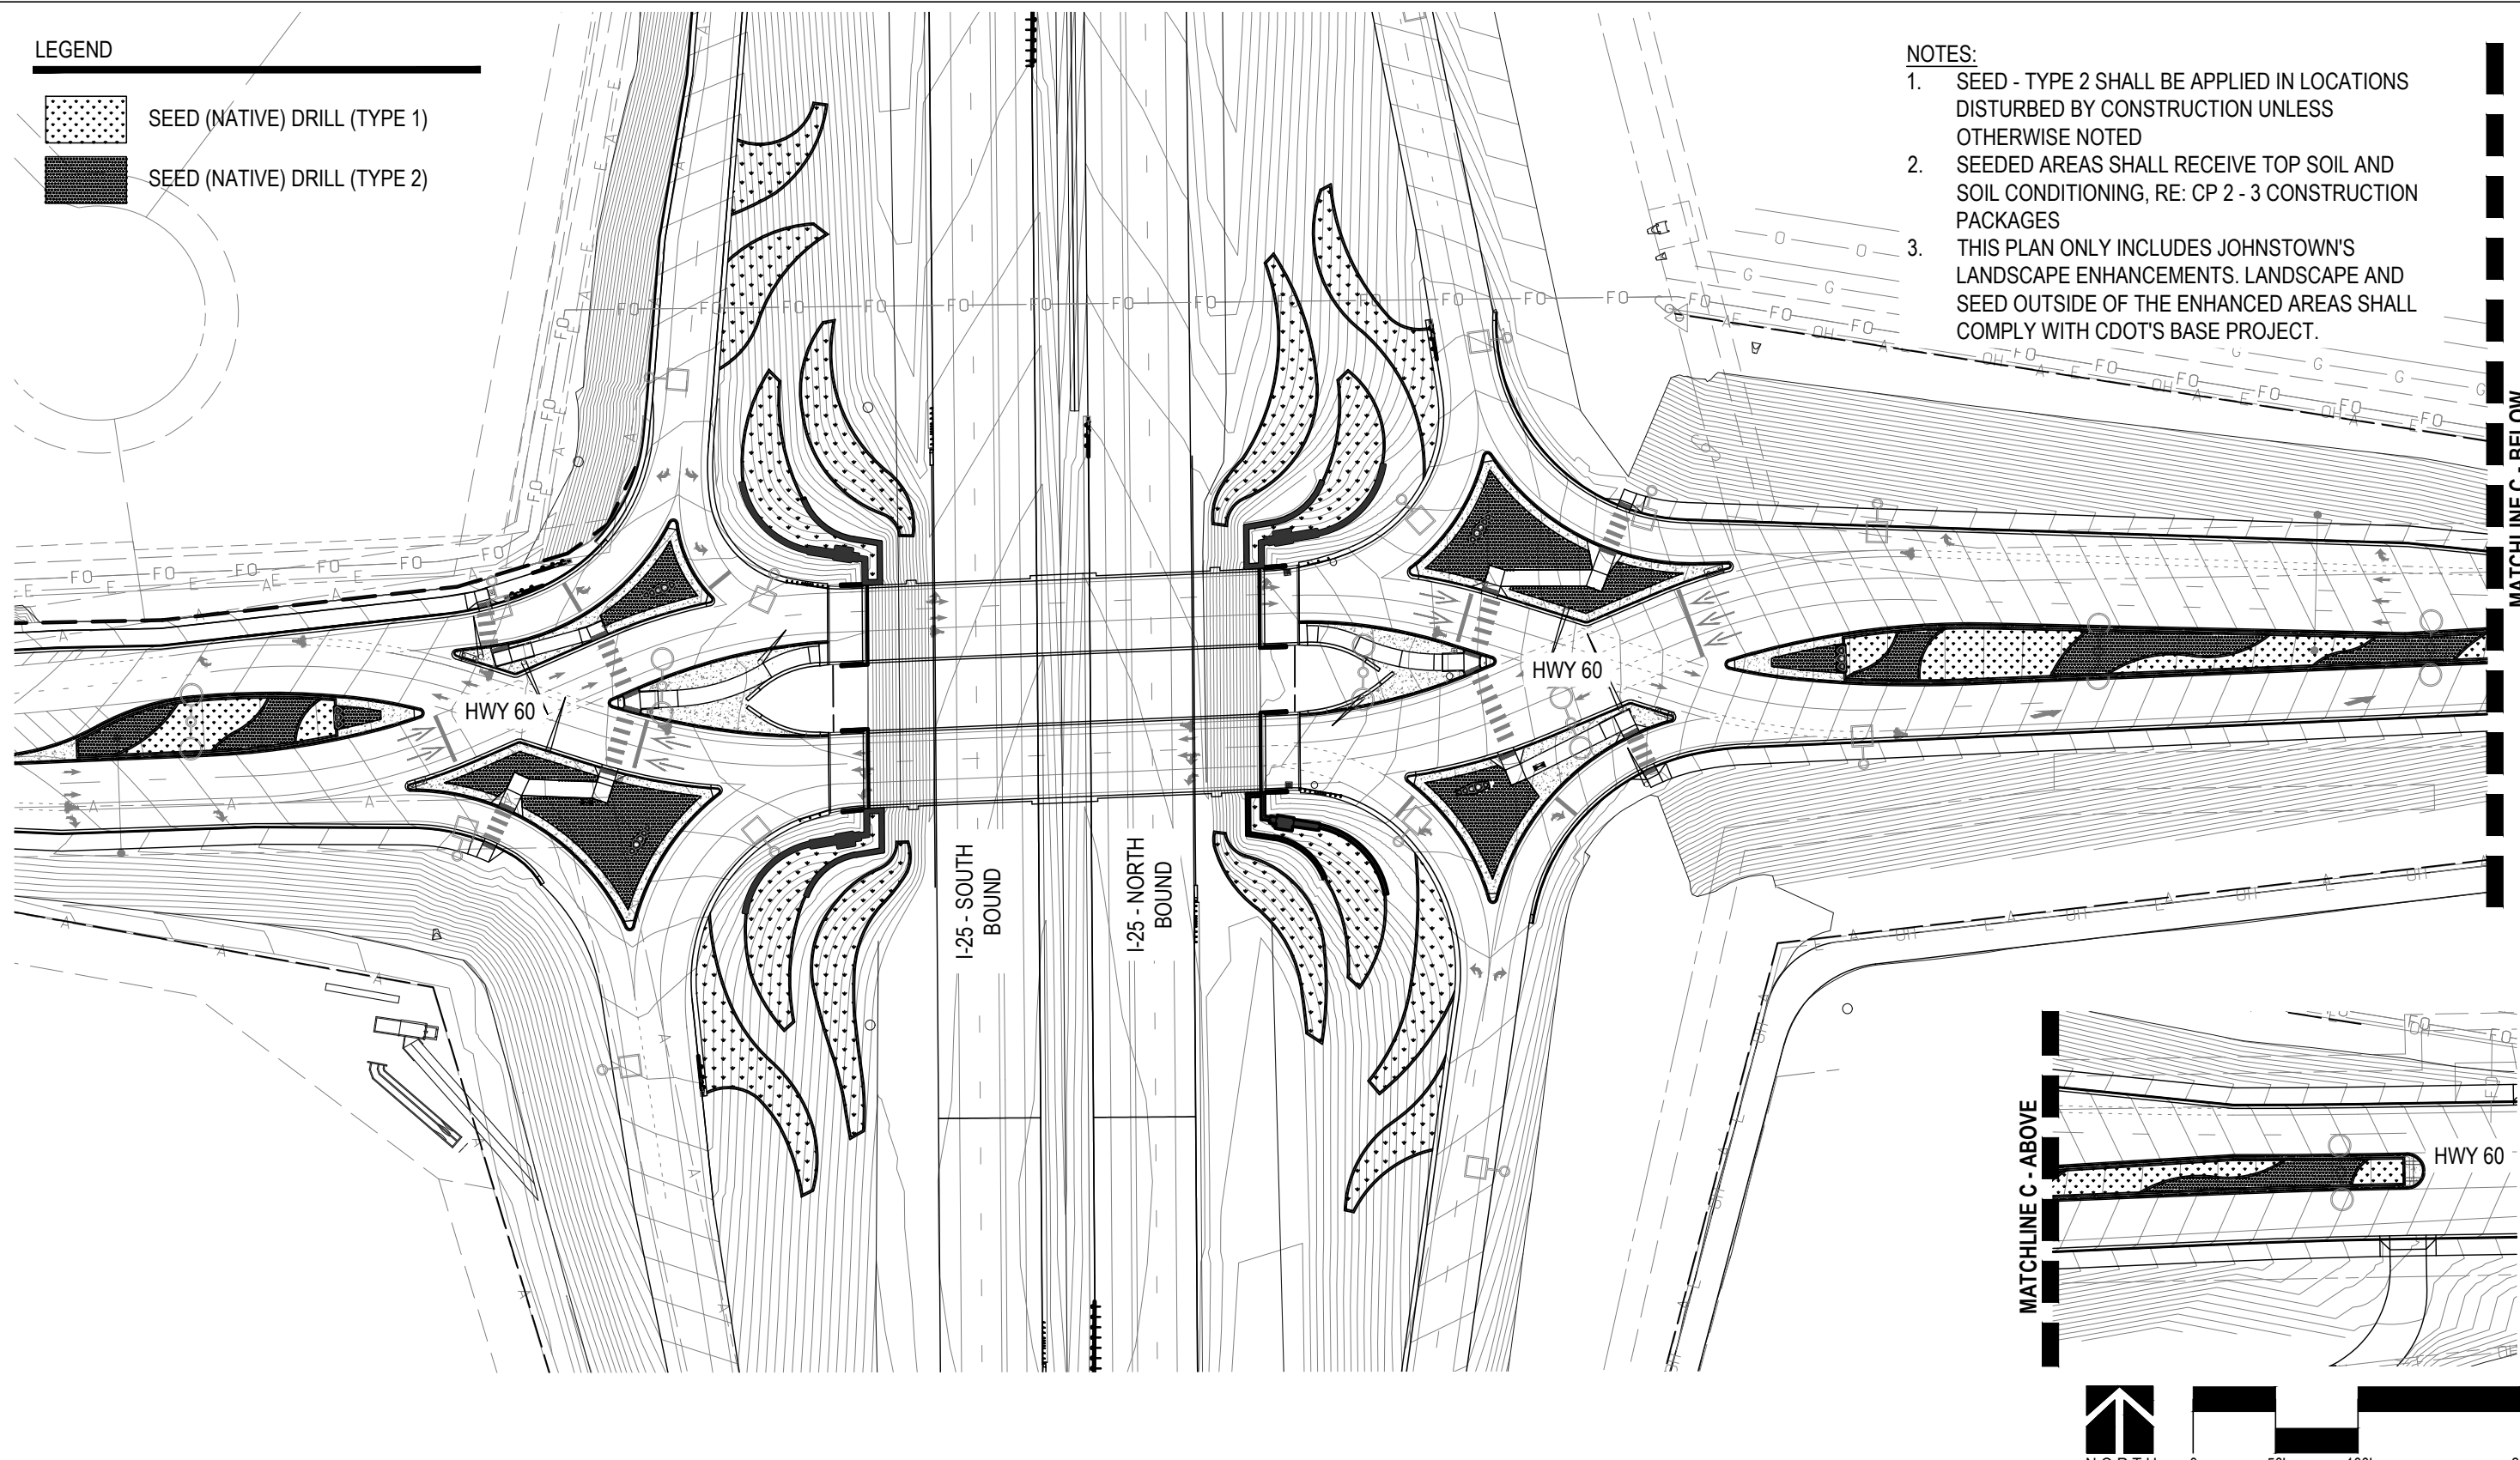 LEGEND
SEED (NATIVE) DRILL (TYPE 1)
SEED (NATIVE) DRILL (TYPE 2)
NOTES:
1. SEED - TYPE 2 SHALL BE APPLIED IN LOCATIONS
DISTURBED BY CONSTRUCTION UNLESS
OTHERWISE NOTED
2. SEEDED AREAS SHALL RECEIVE TOP SOIL AND
SOIL CONDITIONING, RE: CP 2 - 3 CONSTRUCTION
PACKAGES
3. THIS PLAN ONLY INCLUDES JOHNSTOWN'S
LANDSCAPE ENHANCEMENTS. LANDSCAPE AND
SEED OUTSIDE OF THE ENHANCED AREAS SHALL
COMPLY WITH CDOT'S BASE PROJECT.
MATCHLINE C - BELOW
HWY 60
HWY 60
I-25 - SOUTH
BOUND
I-25 - NORTH
BOUND
MATCHLINE C - ABOVE
HWY 60